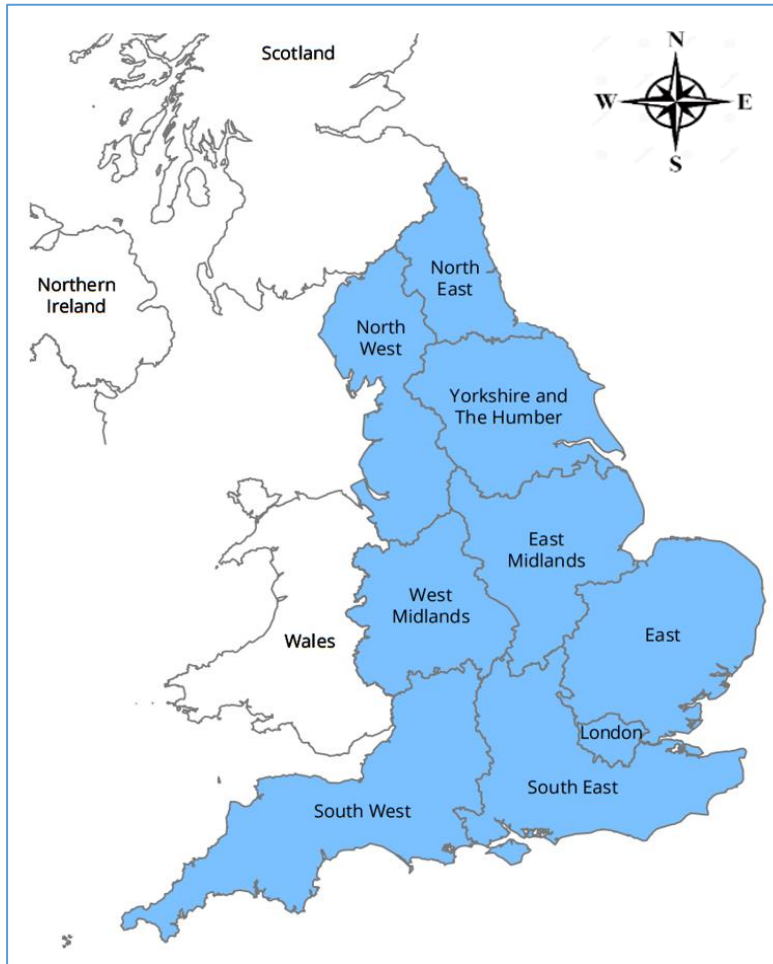 Scotland
N
W
E
S
North
East
Northern
Ireland
North
West
Yorkshire and
The Humber
East
Midlands
West
Midlands
Wales
East
London
South East
South West